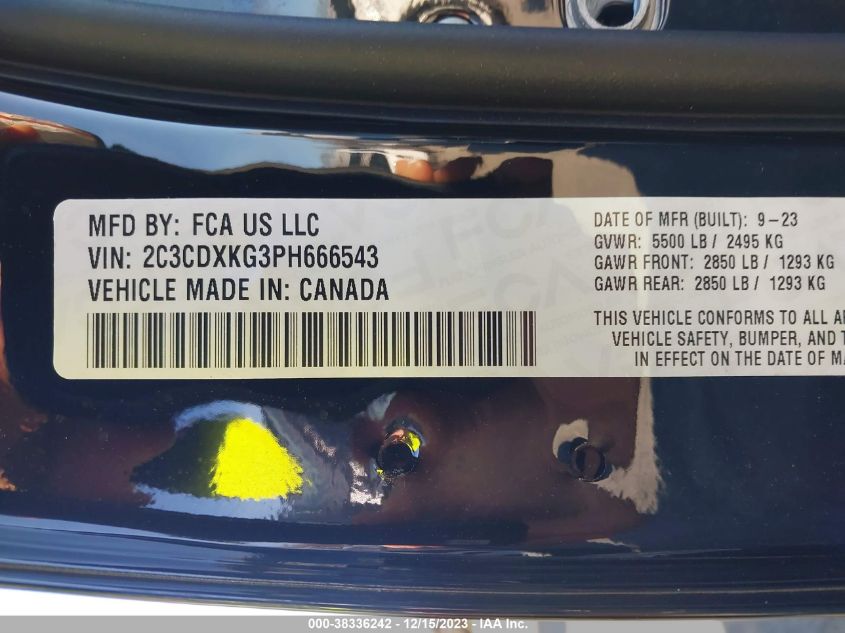 MFD BY: FCA US LLC
VIN: 2C3CDXKG3PH666543
VEHICLE MADE IN: CANADA
DATE OF MFR (BUILT): 9-23
GVWR: 5500 LB / 2495 KG
GAWR FRONT: 2850 LB / 1293 KG
GAWR REAR: 2850 LB / 1293 KG
THIS VEHICLE CONFORMS TO ALL
VEHICLE SAFETY, BUMPER, AND
IN EFFECT ON THE DATE OF
000-38336242 - 12/15/2023 - IAA Inc.